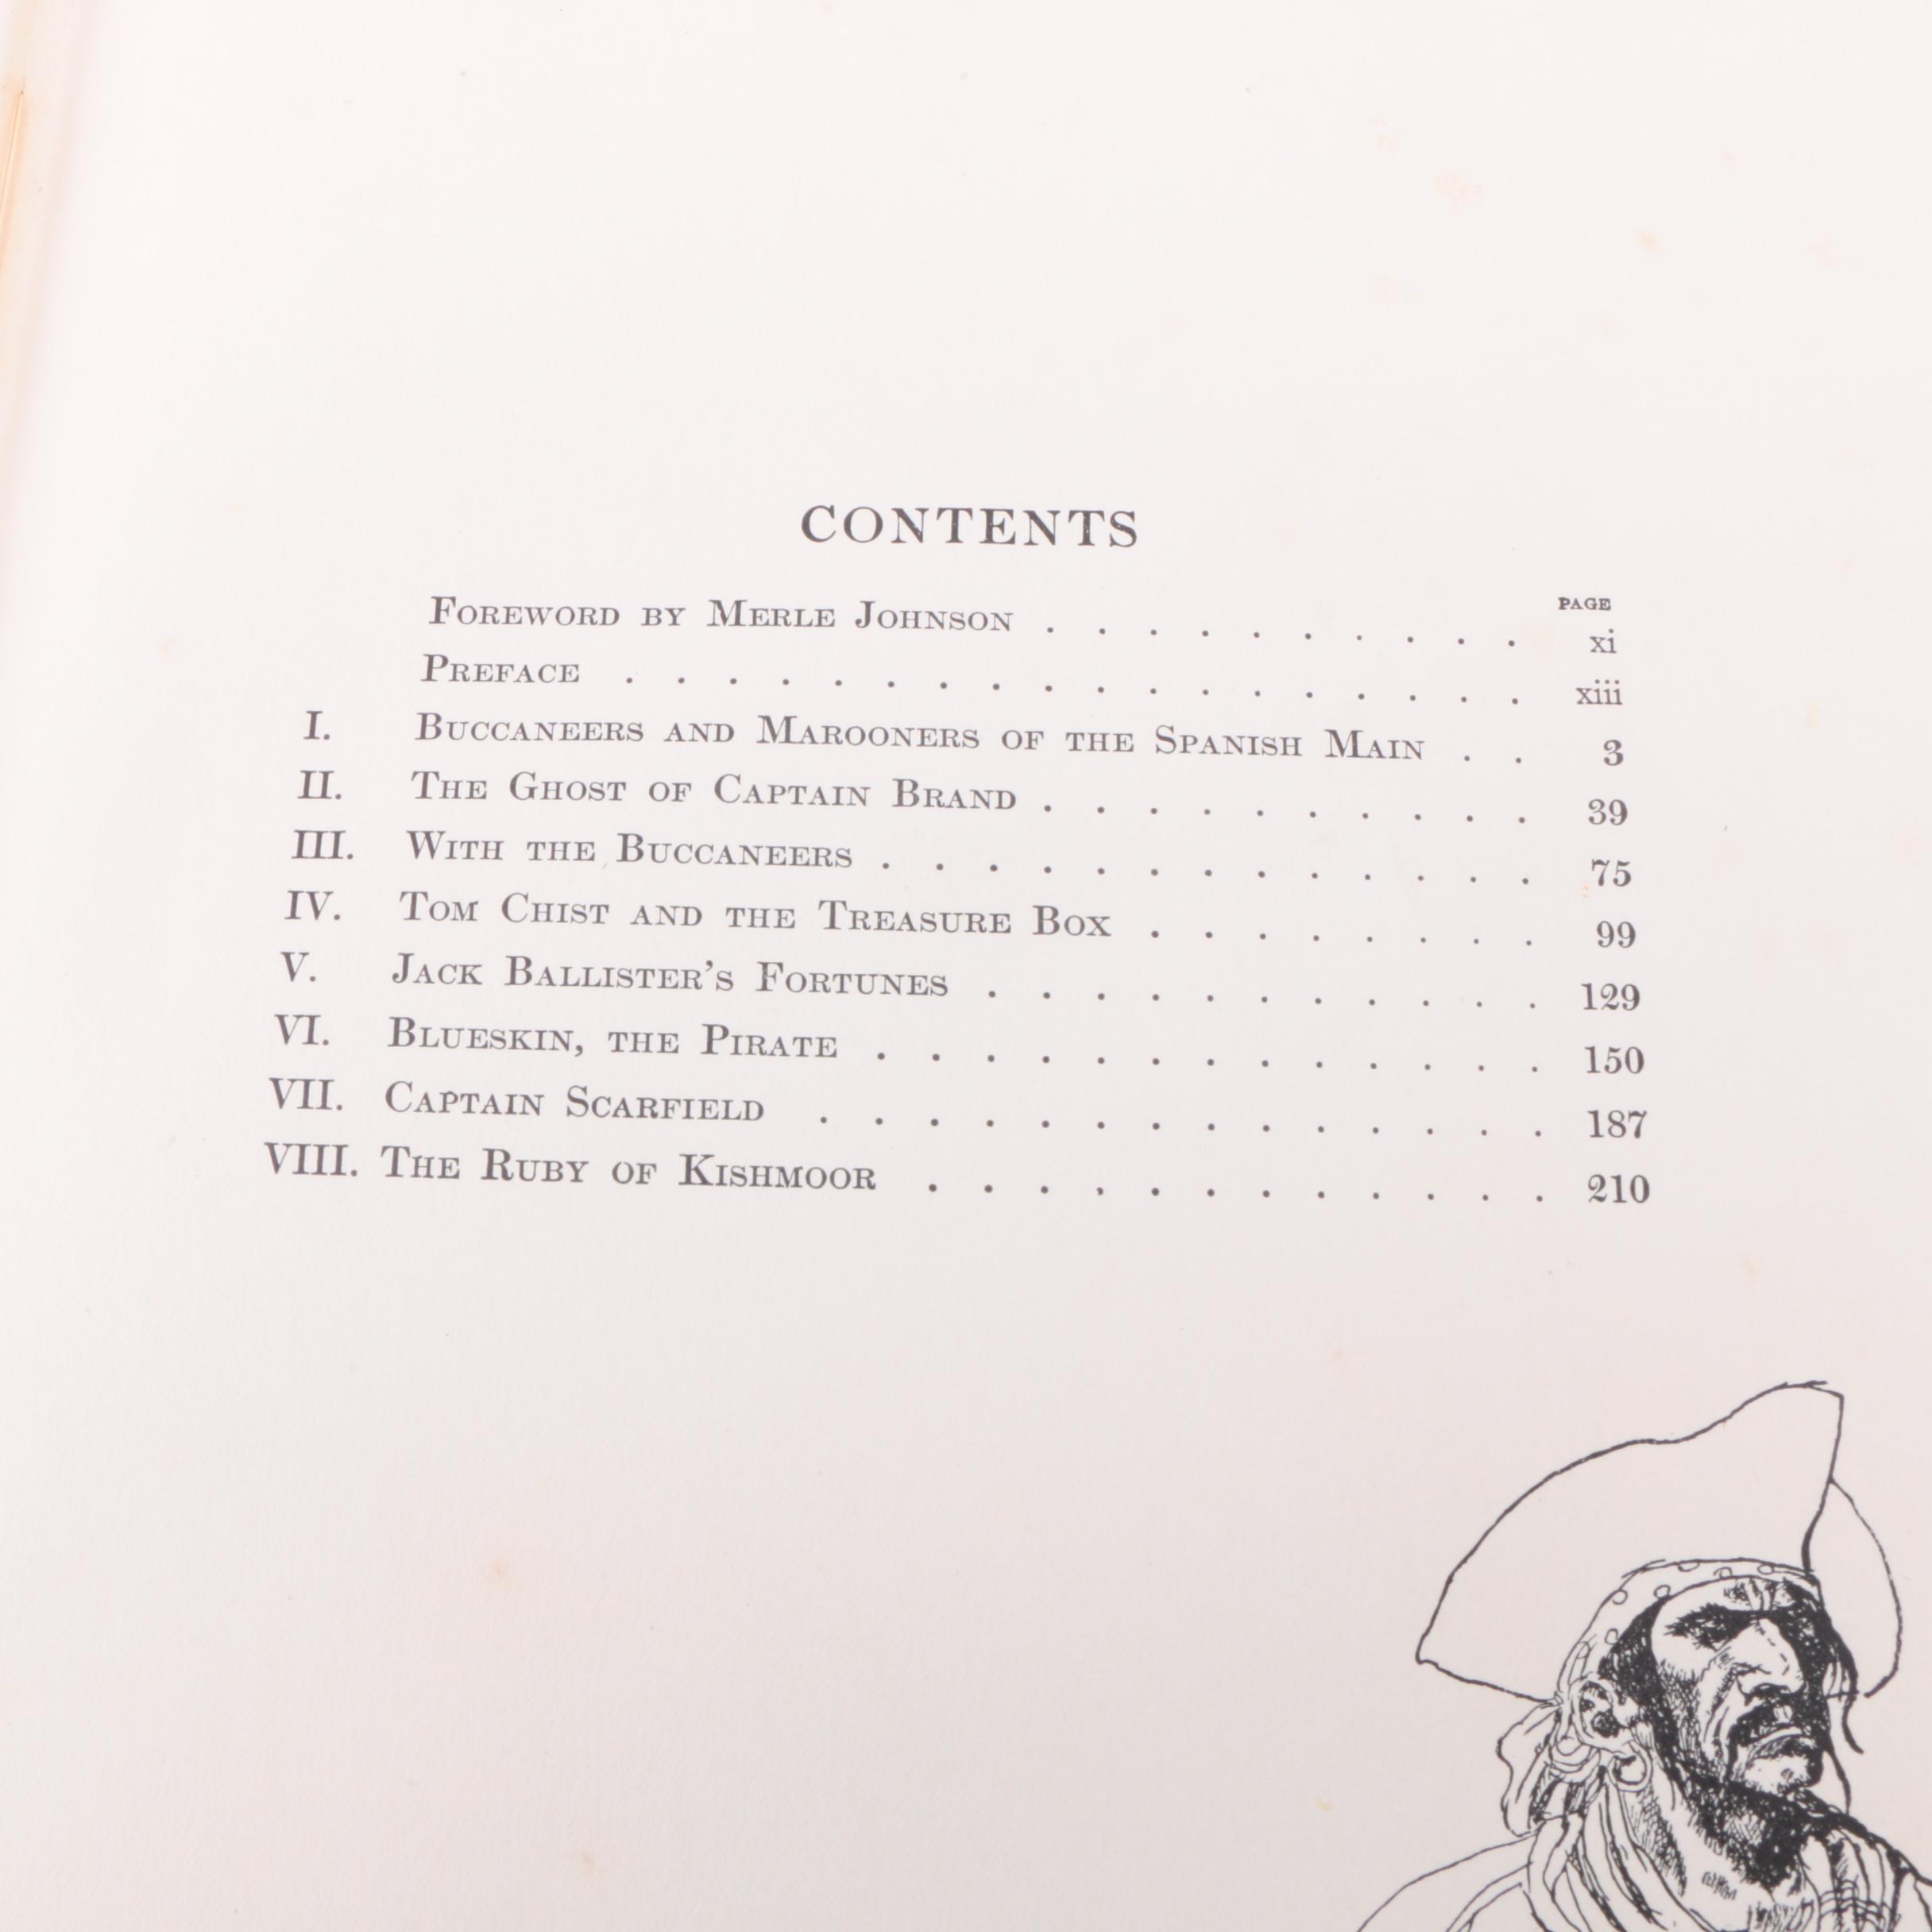 CONTENTS
PAGE
Foreword by Merle Johnson . . . . . . . . . . xi
Preface . . . . . . . . . . . . . . . . . . xiii
I. Buccaneers and Marooners of the Spanish Main . . 3
II. The Ghost of Captain Brand . . . . . . . . . . 39
III. With the Buccaneers . . . . . . . . . . . . . 75
IV. Tom Chist and the Treasure Box . . . . . . . . 99
V. Jack Ballister's Fortunes . . . . . . . . . . . 129
VI. Blueskin, the Pirate . . . . . . . . . . . . . 150
VII. Captain Scarfield . . . . . . . . . . . . . . 187
VIII. The Ruby of Kishmoor . . . . . . . . . . . . 210